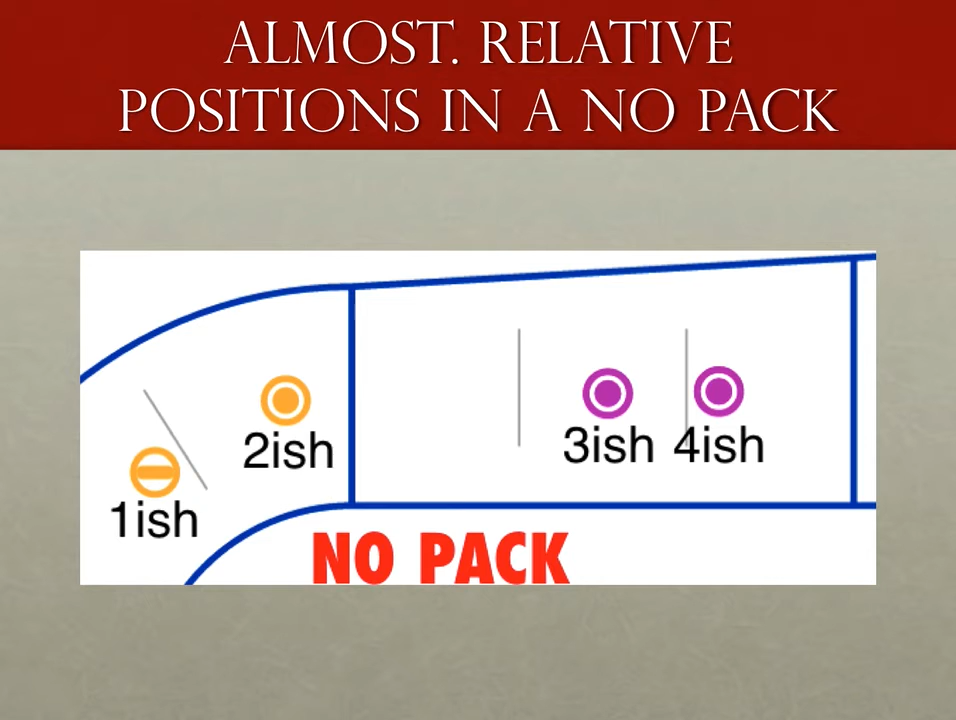 ALMOST. RELATIVE
POSITIONS IN A NO PACK
2ish
3ish 4ish
1ish
NO PACK